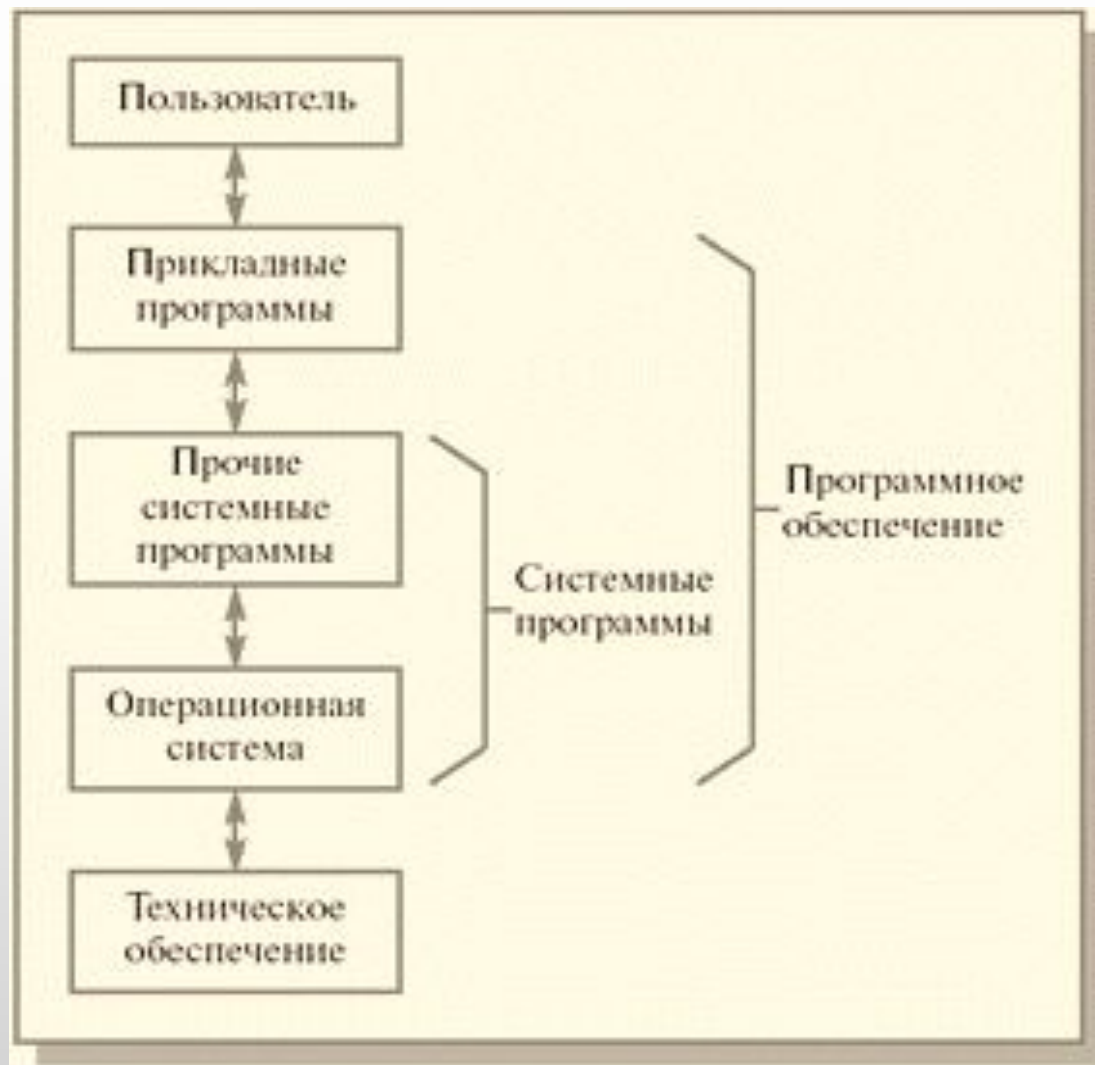 Пользователь
Прикладные
программы
Прочие
системные
программы
Операционная
система
Техническое
обеспечение
Системные
программы
Программное
обеспечение